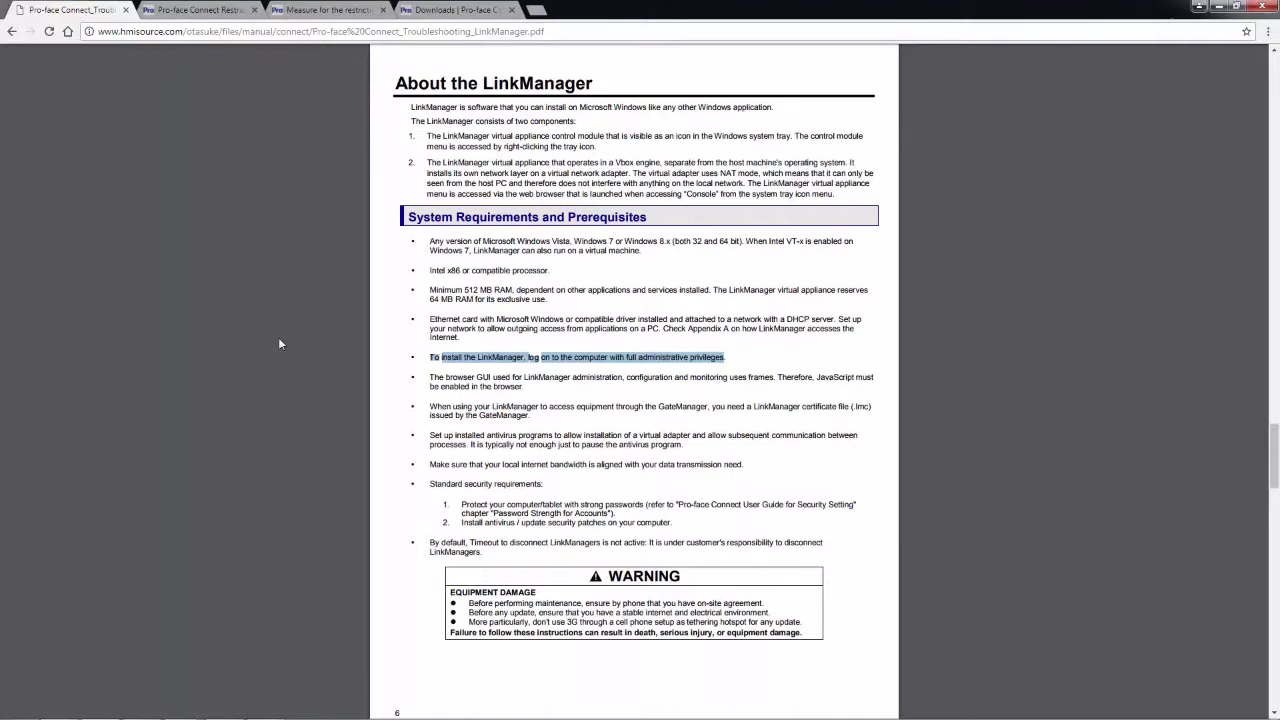 Pro-face Connect_Troubl
Pro-face Connect Restric
Measure for the restricte
Downloads | Pro-face Co
www.hmisource.com/otasuke/files/manual/connect/Pro-face%20Connect_Troubleshooting_LinkManager.pdf
About the LinkManager
LinkManager is software that you can install on Microsoft Windows like any other Windows application.
The LinkManager consists of two components:
1. The LinkManager virtual appliance control module that is visible as an icon in the Windows system tray. The control module
menu is accessed by right-clicking the tray icon.
2. The LinkManager virtual appliance that operates in a Vbox engine, separate from the host machine's operating system. It
installs its own network layer on a virtual network adapter. The virtual adapter uses NAT mode, which means that it can only be
seen from the host PC and therefore does not interfere with anything on the local network. The LinkManager virtual appliance
menu is accessed via the web browser that is launched when accessing "Console" from the system tray icon menu.
System Requirements and Prerequisites
• Any version of Microsoft Windows Vista, Windows 7 or Windows 8.x (both 32 and 64 bit). When Intel VT-x is enabled on
Windows 7, LinkManager can also run on a virtual machine.
• Intel x86 or compatible processor.
• Minimum 512 MB RAM, dependent on other applications and services installed. The LinkManager virtual appliance reserves
64 MB RAM for its exclusive use.
• Ethernet card with Microsoft Windows or compatible driver installed and attached to a network with a DHCP server. Set up
your network to allow outgoing access from applications on a PC. Check Appendix A on how LinkManager accesses the
Internet.
• To install the LinkManager, log on to the computer with full administrative privileges.
• The browser GUI used for LinkManager administration, configuration and monitoring uses frames. Therefore, JavaScript must
be enabled in the browser.
• When using your LinkManager to access equipment through the GateManager, you need a LinkManager certificate file (.lmc)
issued by the GateManager.
• Set up installed antivirus programs to allow installation of a virtual adapter and allow subsequent communication between
processes. It is typically not enough just to pause the antivirus program.
• Make sure that your local internet bandwidth is aligned with your data transmission need.
• Standard security requirements:
1. Protect your computer/tablet with strong passwords (refer to "Pro-face Connect User Guide for Security Setting"
chapter "Password Strength for Accounts").
2. Install antivirus / update security patches on your computer.
• By default, Timeout to disconnect LinkManagers is not active: It is under customer's responsibility to disconnect
LinkManagers.
WARNING
EQUIPMENT DAMAGE
● Before performing maintenance, ensure by phone that you have on-site agreement.
● Before any update, ensure that you have a stable internet and electrical environment.
● More particularly, don't use 3G through a cell phone setup as tethering hotspot for any update.
Failure to follow these instructions can result in death, serious injury, or equipment damage.
6